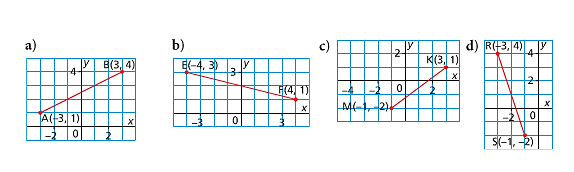 a)
y
B(3, 4)
4
A(-3, 1)
x
-2
0
2
b)
E(-4, 3)
y
3
F(4, 1)
x
-3
0
3
c)
y
2
K(3, 1)
x
-4
-2
0
2
M(-1, -2)
d)
R(-3, 4)
y
4
2
x
-2
0
S(-1, -2)